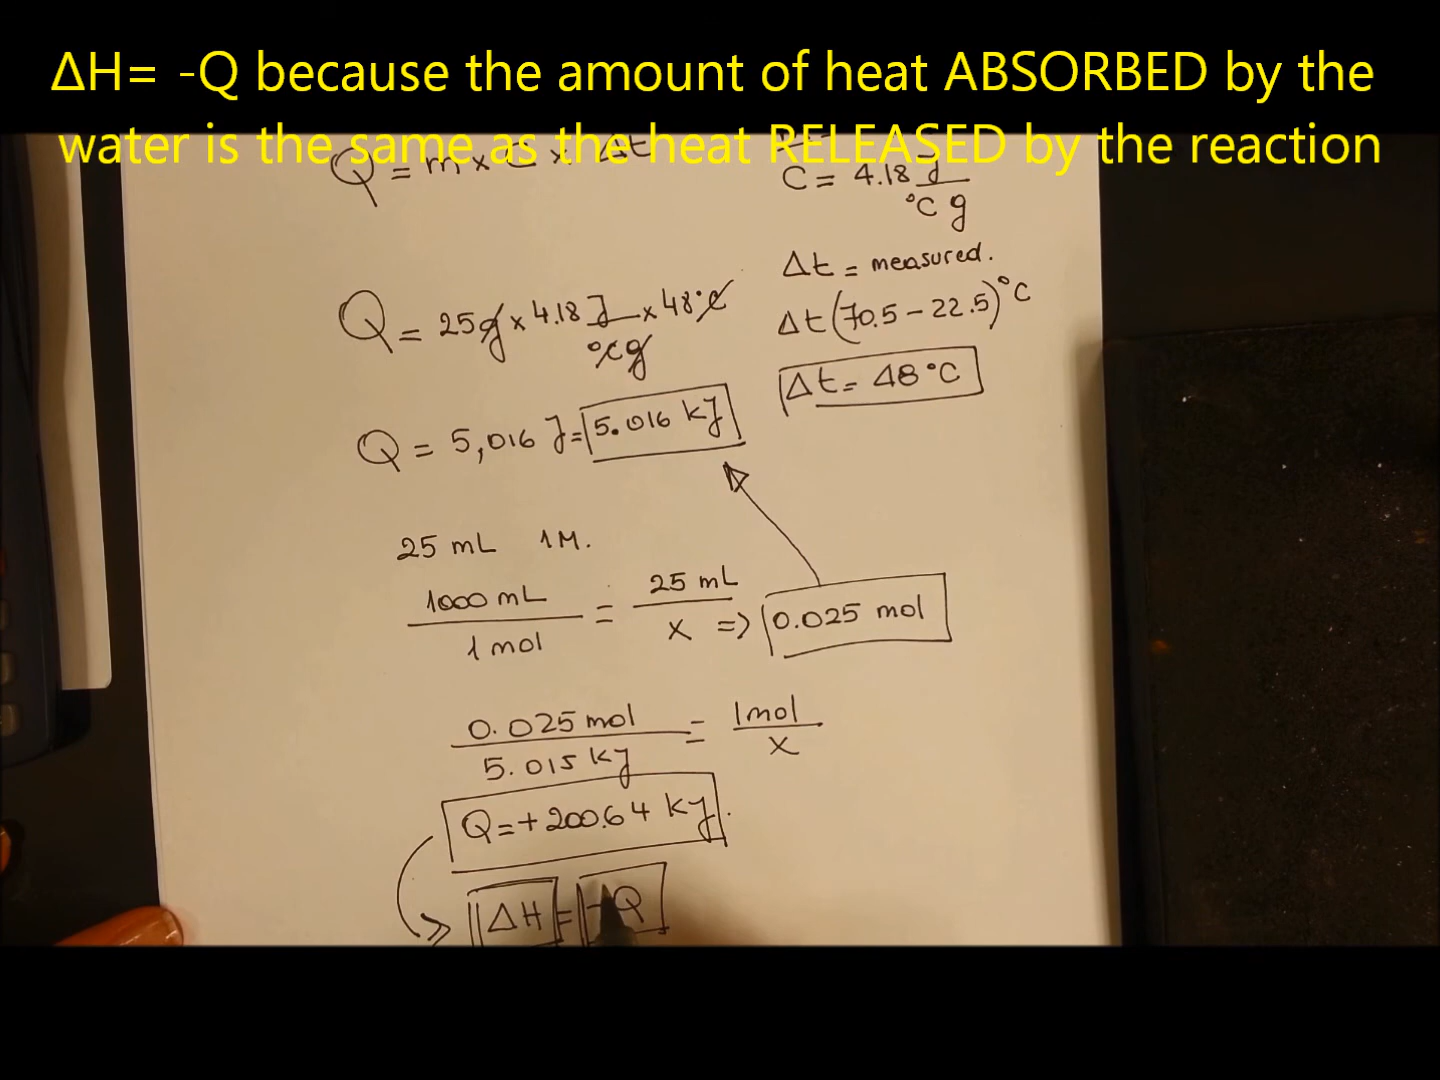 ΔH= -Q because the amount of heat ABSORBED by the
water is the same as the heat RELEASED by the reaction
Q = m x C x Δt
C = 4.18 J
°C g
Δt = measured.
Q = 25g x 4.18 J x 48°C
°C g
Δt (70.5 - 22.5)°C
Δt = 48°C
Q = 5,016 J = 5.016 kJ
25 mL 1M.
1000 mL = 25 mL
1 mol x => 0.025 mol
0.025 mol = 1mol
5.015 kJ x
Q = +200.64 kJ.
ΔH = -Q